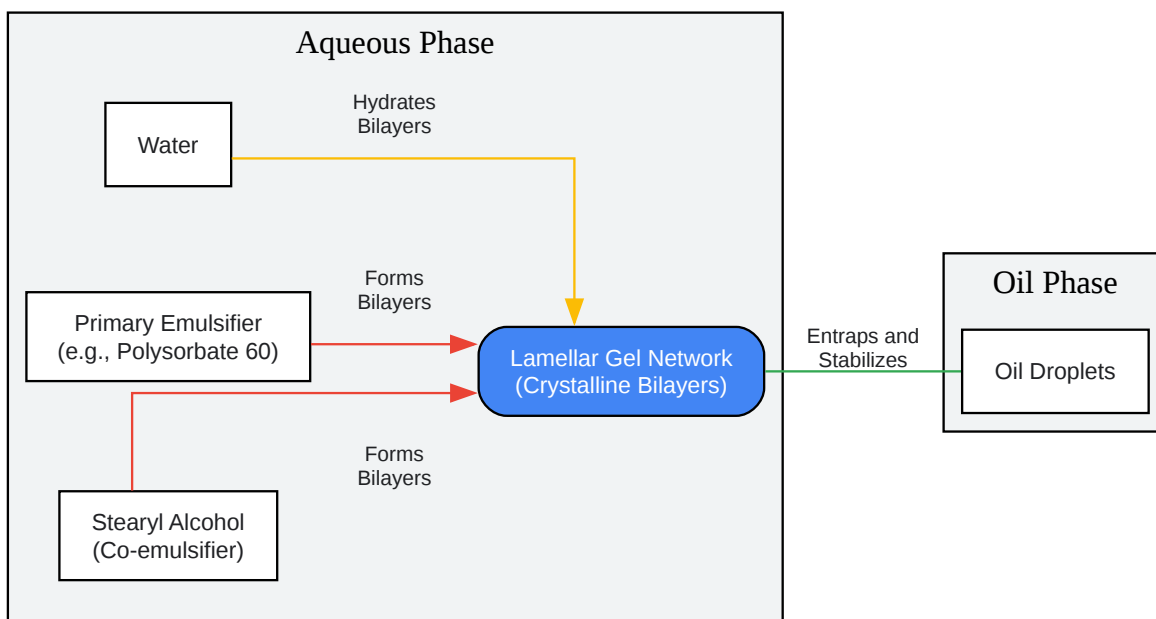 Aqueous Phase
Hydrates
Bilayers
Water
Forms
Bilayers
Primary Emulsifier
(e.g., Polysorbate 60)
Lamellar Gel Network
(Crystalline Bilayers)
Forms
Bilayers
Stearyl Alcohol
(Co-emulsifier)
Entraps and
Stabilizes
Oil Phase
Oil Droplets